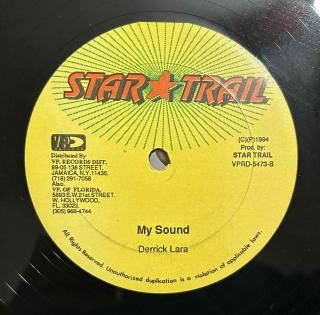 STAR TRAIL
VP
Distributed By
VP. RECORDS DIST.
89-05 138 STREET,
JAMAICA, N.Y. 11435.
(718) 291-7058
Also.
VP. OF FLORIDA,
5893 S.W. 21st. STREET.
W. HOLLYWOOD,
FL. 33023.
(305) 966-4744
(C)(P)1994
Prod. by:
STAR TRAIL
VPRD-5473-B
My Sound
Derrick Lara
All Rights Reserved. Unauthorized duplication is a violation of applicable laws.